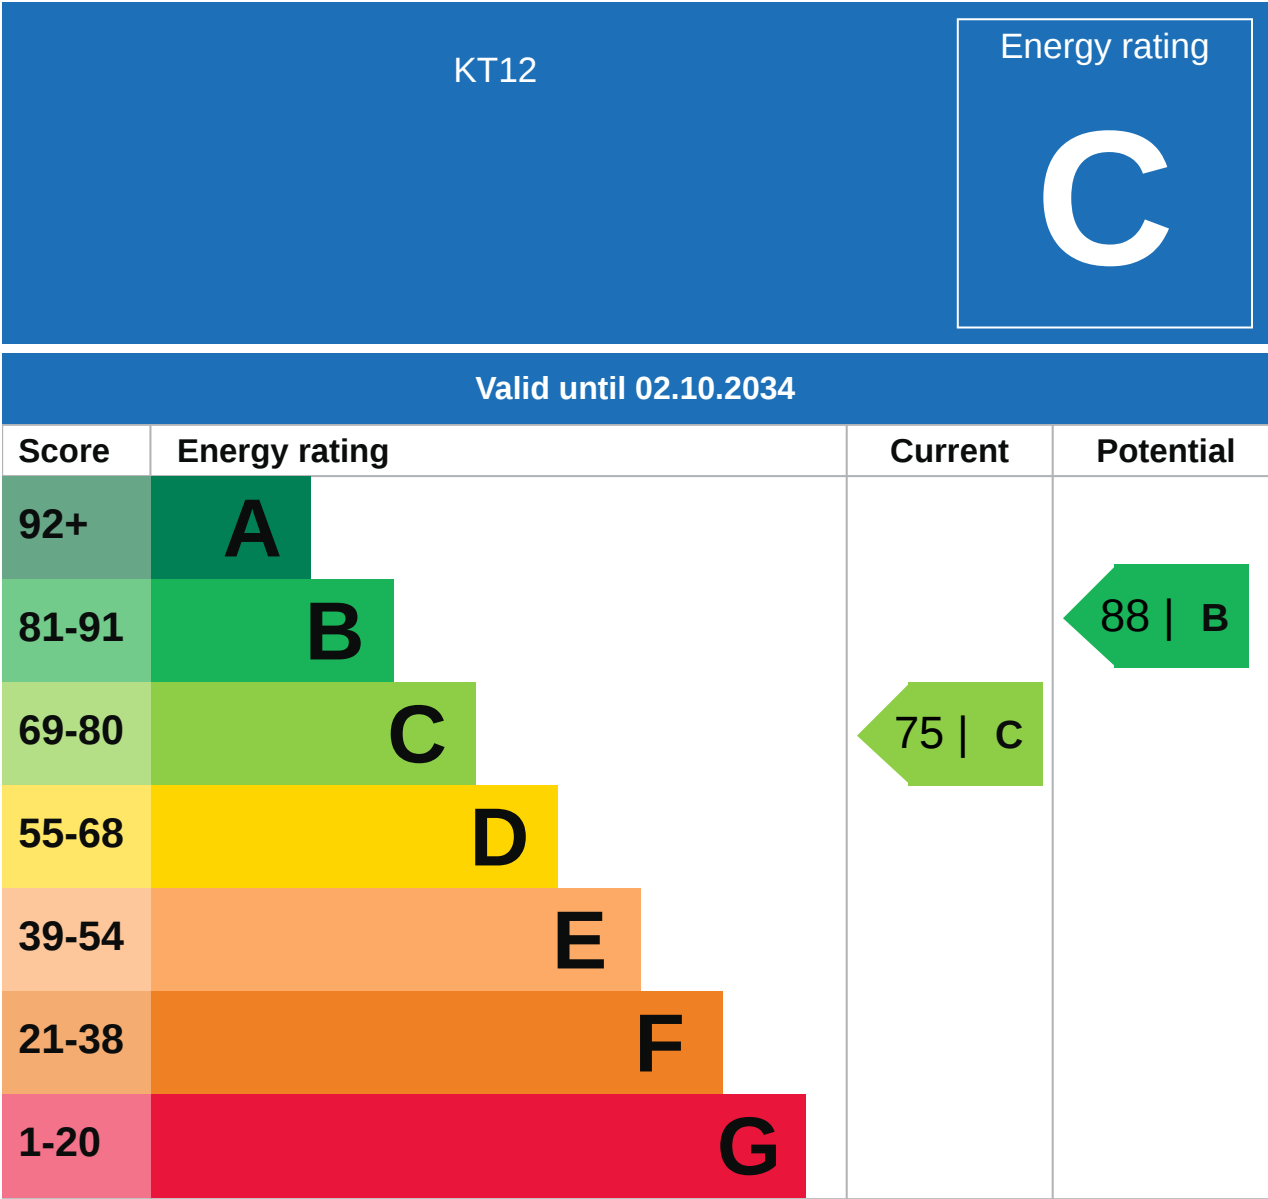 KT12
Energy rating
C
Valid until 02.10.2034
Score Energy rating Current Potential
92+ A
81-91 B
88 | B
69-80 C
75 | C
55-68 D
39-54 E
21-38 F
1-20 G